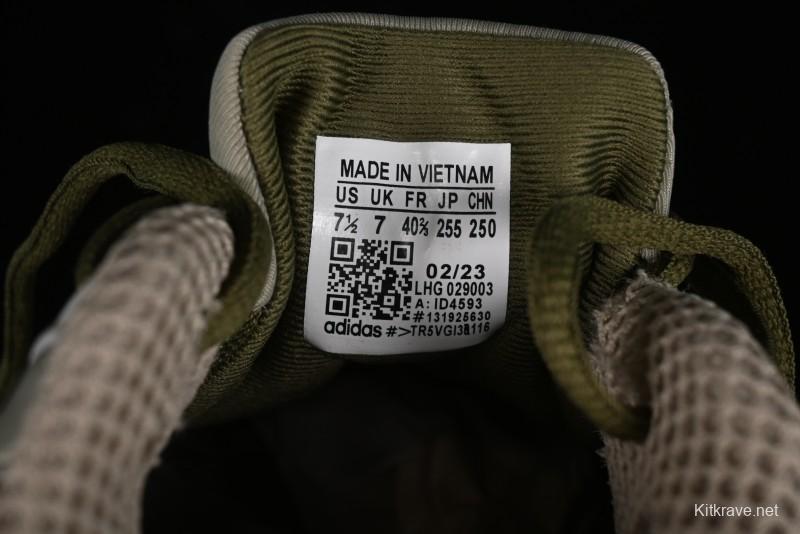 MADE IN VIETNAM
US UK FR JP CHN
7½ 7 40⅔ 255 250
02/23
LHG 029003
A: ID4593
#131925630
adidas #>TR5VGI3
Kitkrave.net